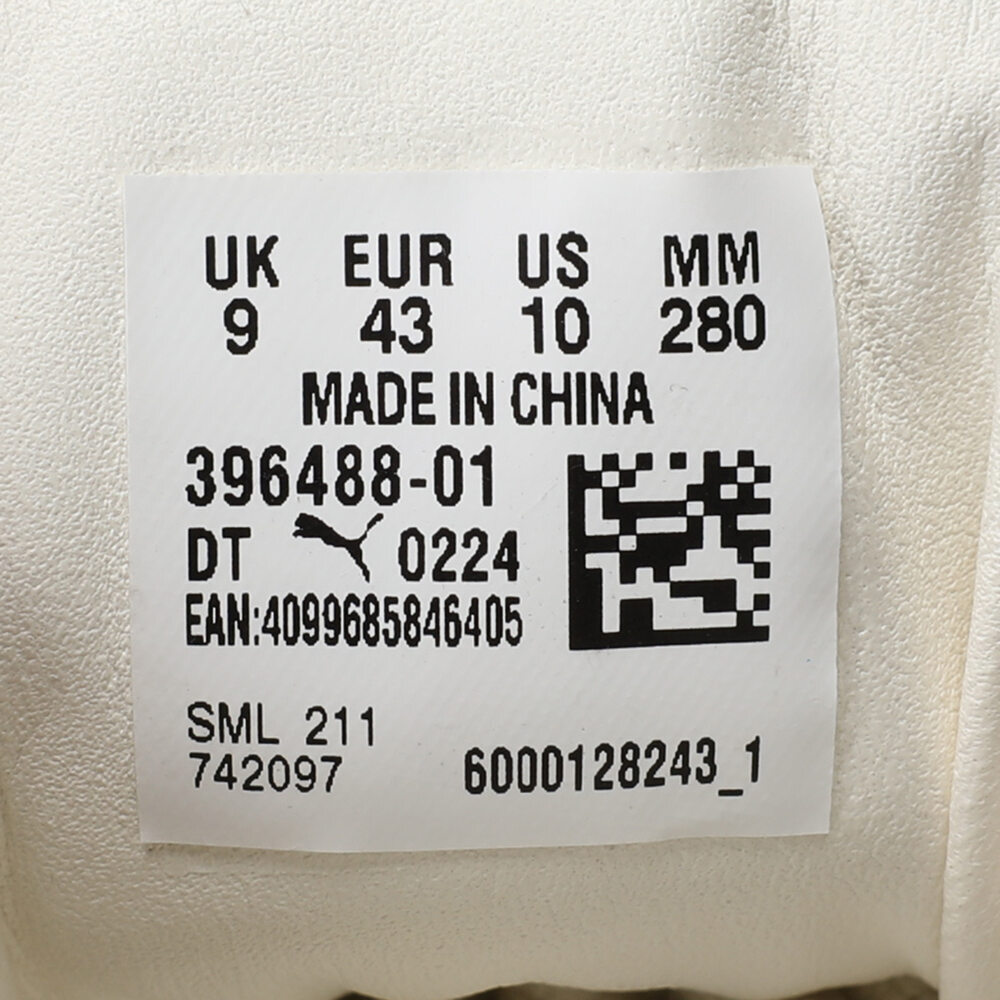 UK EUR US MM
9 43 10 280
MADE IN CHINA
396488-01
DT 0224
EAN:4099685846405
SML 211
742097
6000128243_1